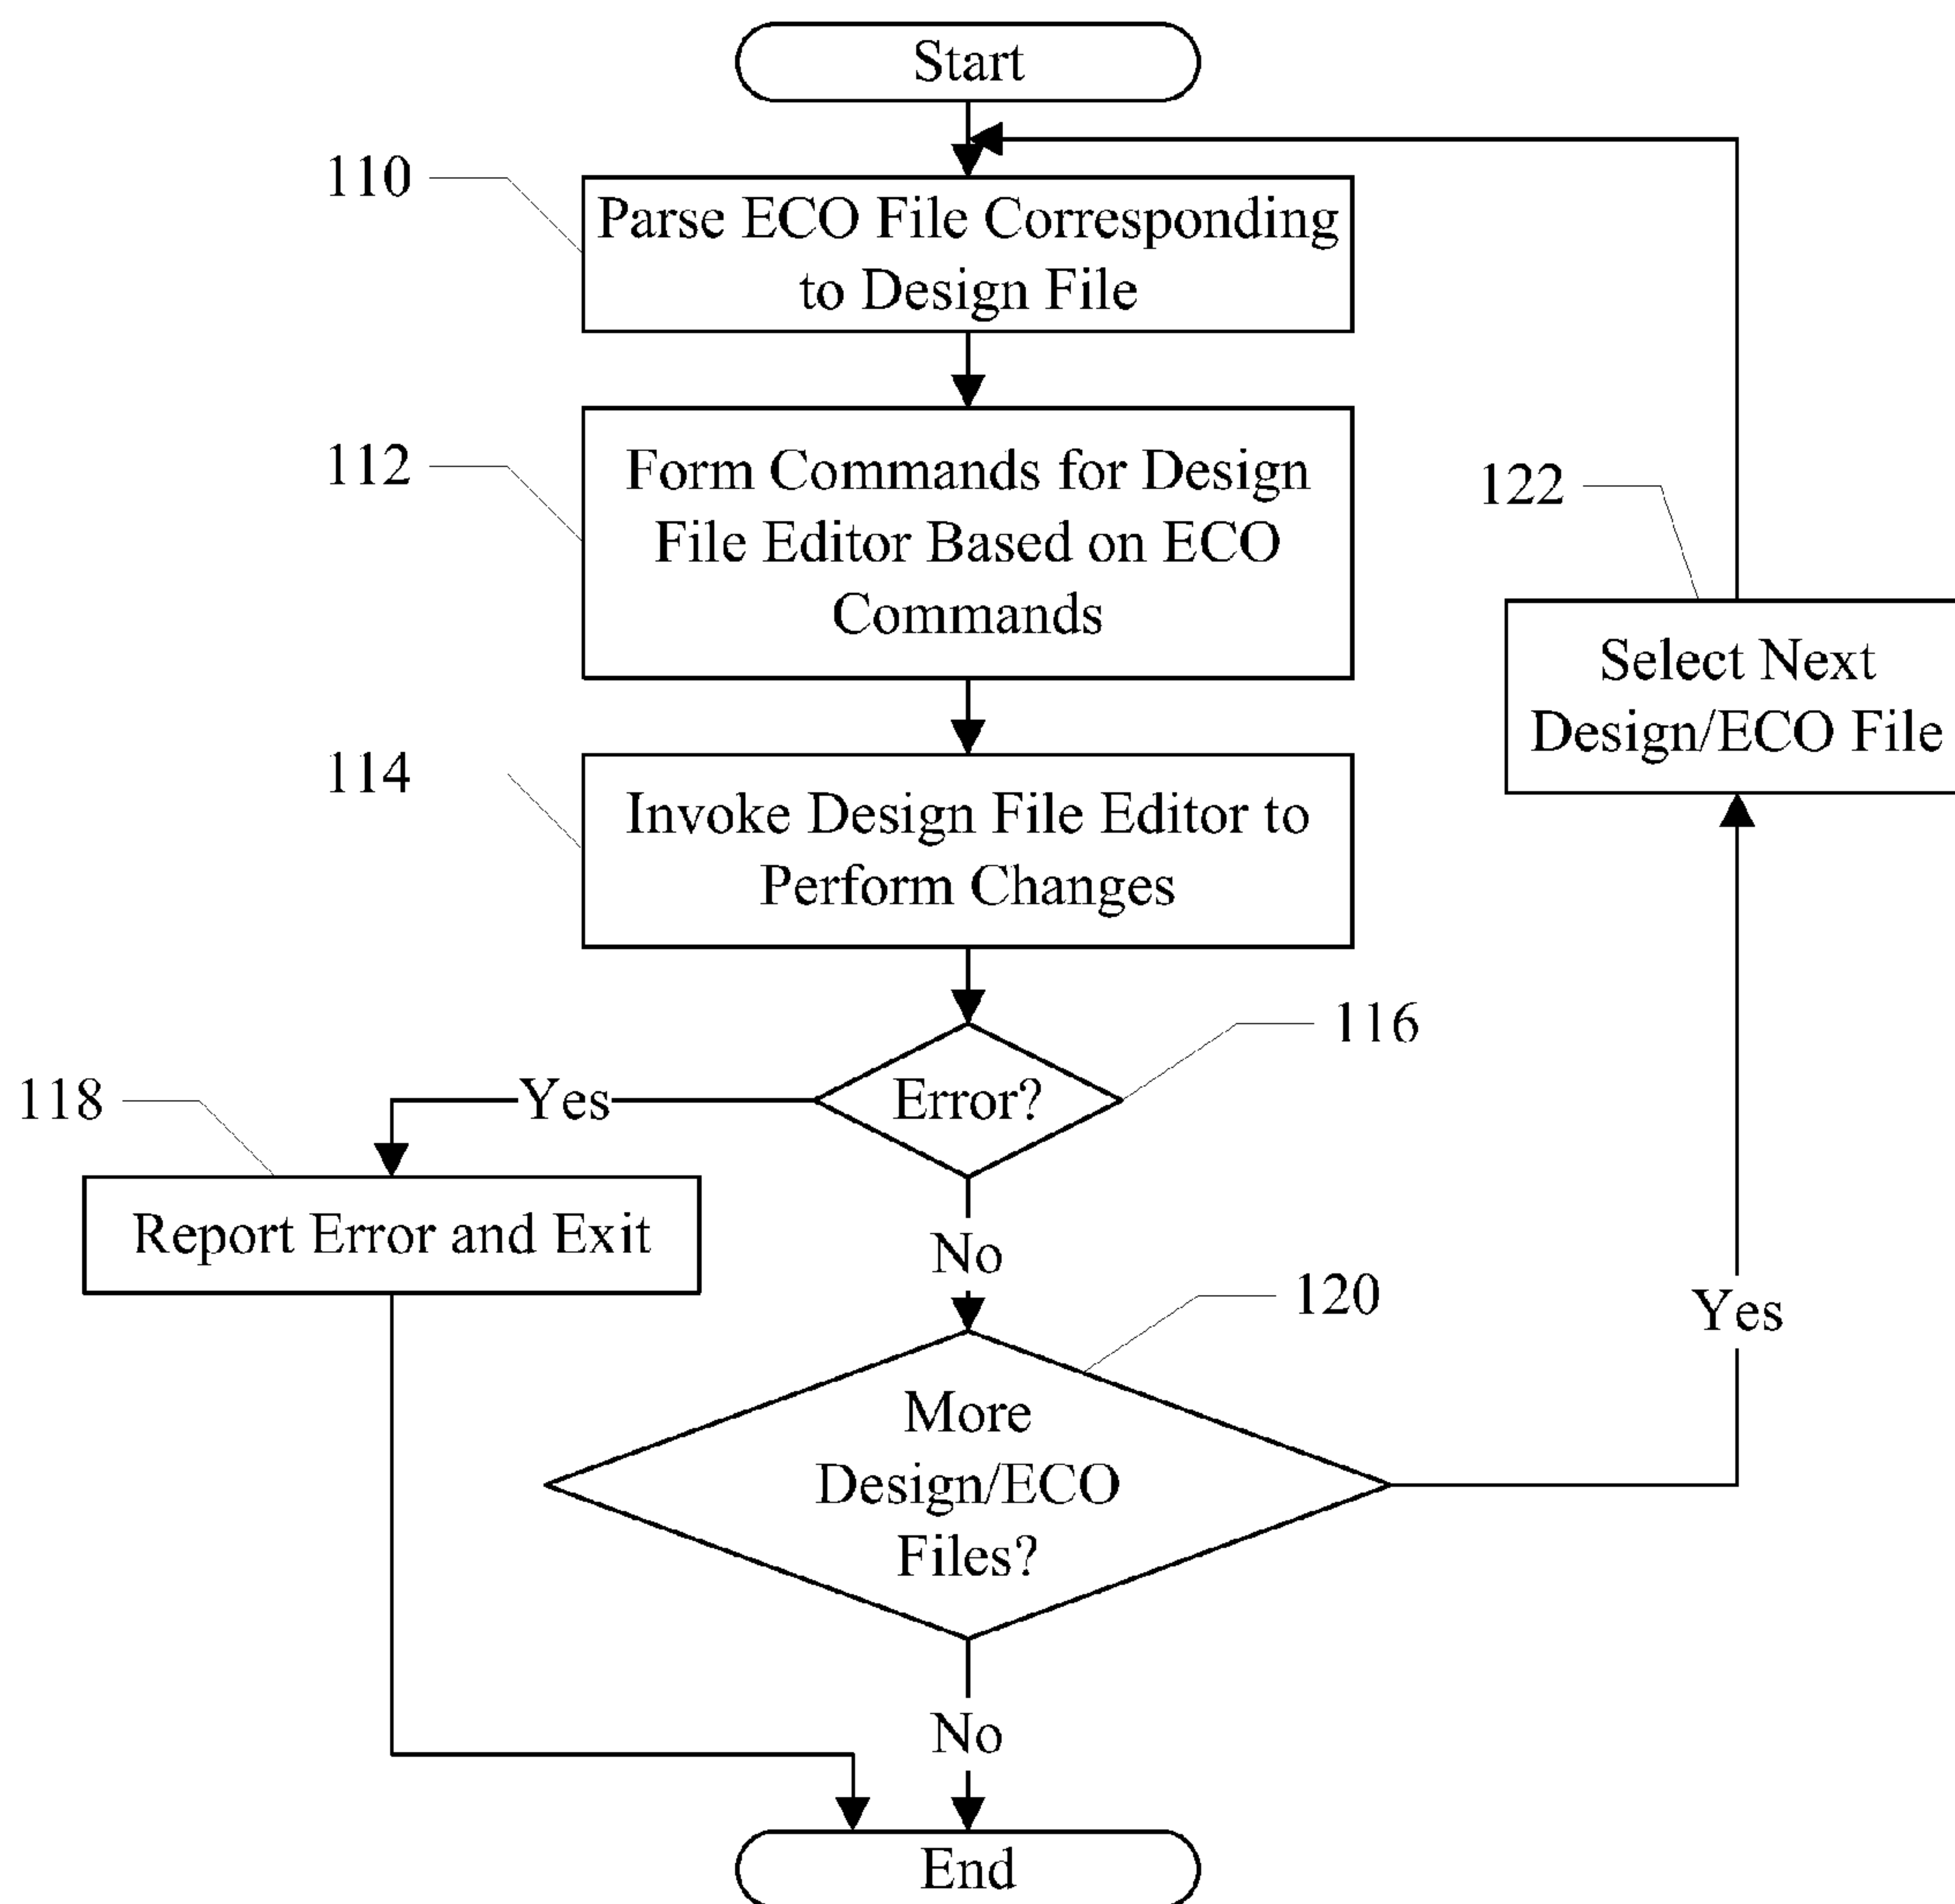 Start
110
Parse ECO File Corresponding
to Design File
112
Form Commands for Design
File Editor Based on ECO
Commands
122
Select Next
Design/ECO File
114
Invoke Design File Editor to
Perform Changes
116
Error?
Yes
118
Report Error and Exit
No
120
Yes
More
Design/ECO
Files?
No
End